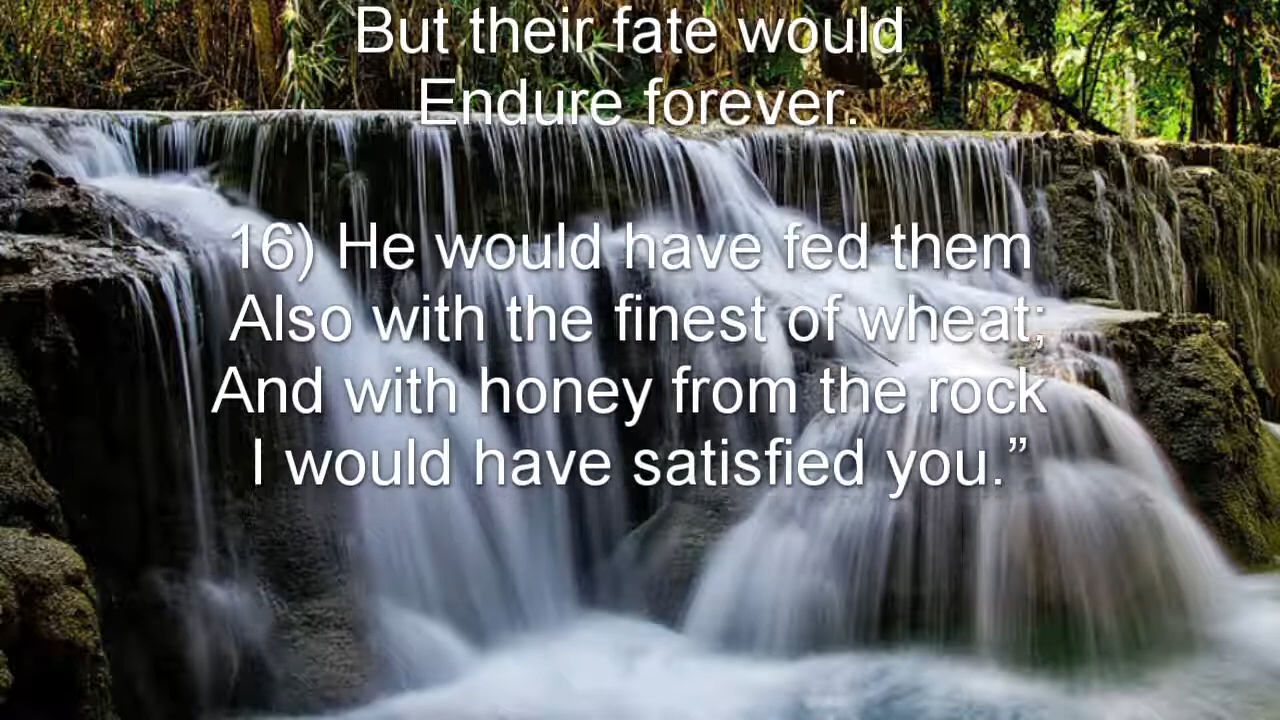 But their fate would
Endure forever.
16) He would have fed them
Also with the finest of wheat;
And with honey from the rock
I would have satisfied you.”